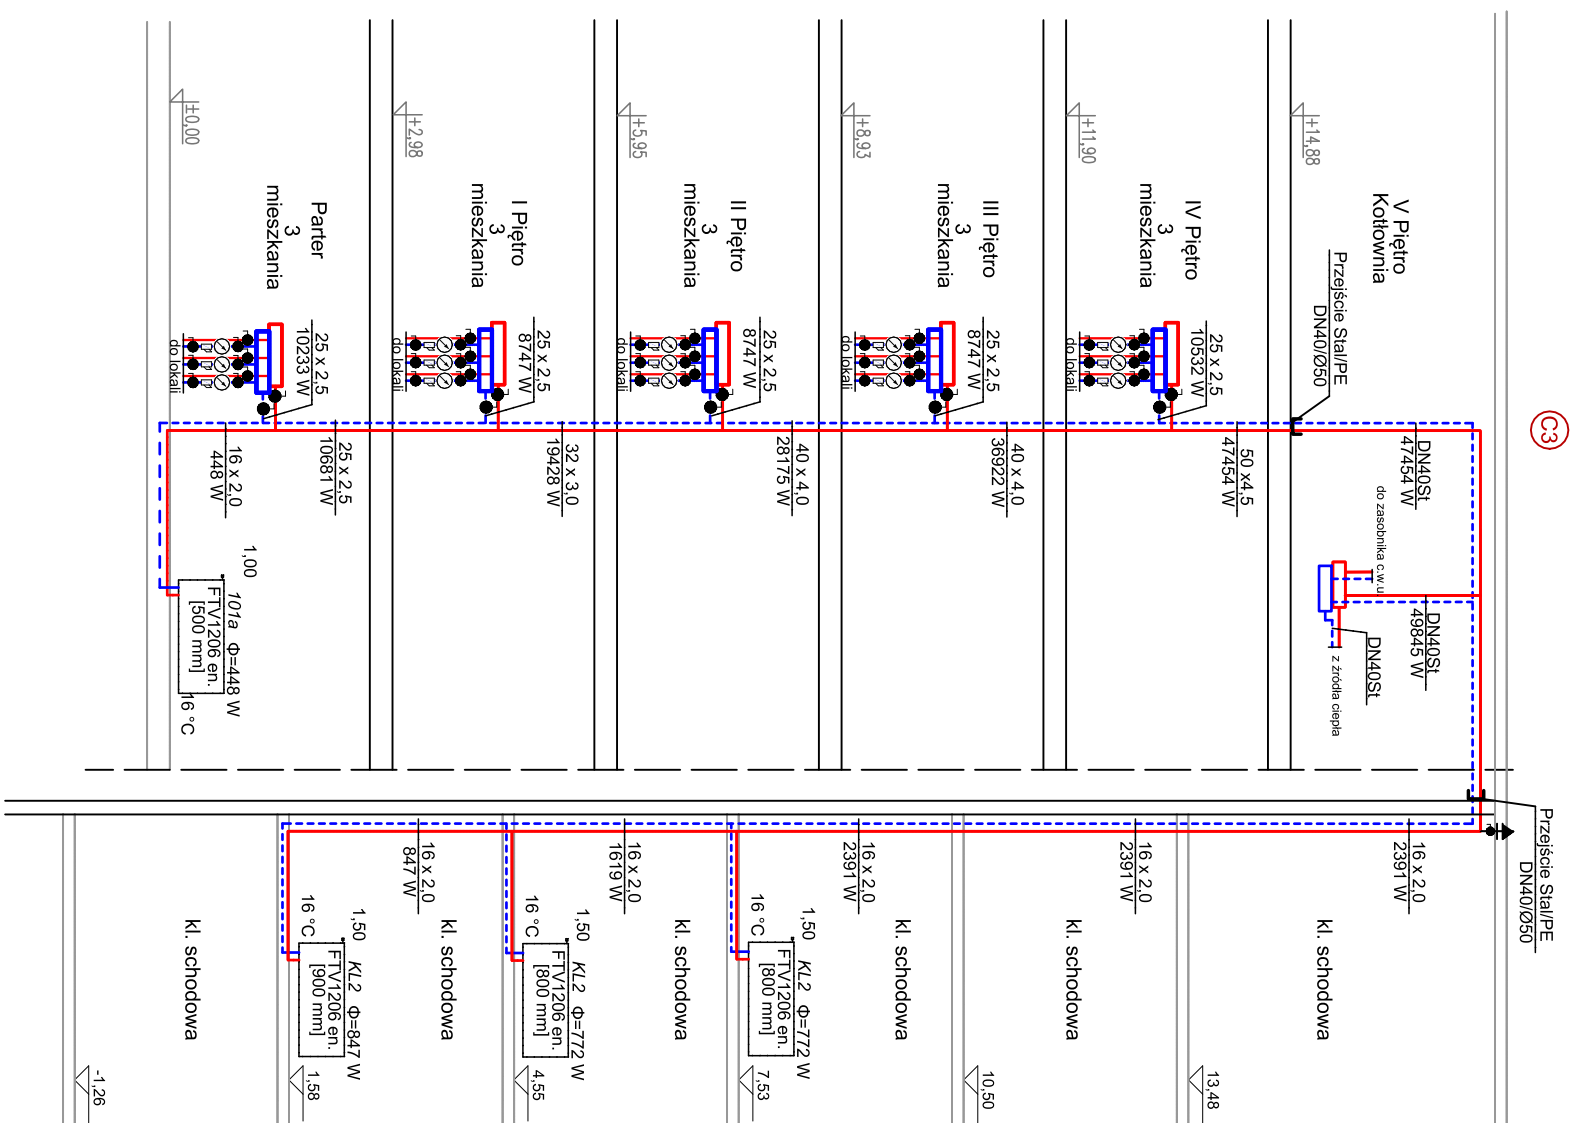 C3
V Piętro
Kotłownia
+14,88
Przejście Stal/PE
DN40/Ø50
DN40St
47454 W
do zasobnika c.w.u
DN40St
49845 W
DN40St
z źródła ciepła
Przejście Stal/PE
DN40/Ø50
16 x 2,0
2391 W
kl. schodowa
13,48
IV Piętro
3
mieszkania
+11,90
25 x 2,5
10532 W
do lokali
50 x4,5
47454 W
16 x 2,0
2391 W
kl. schodowa
10,50
III Piętro
3
mieszkania
+8,93
25 x 2,5
8747 W
do lokali
40 x 4,0
36922 W
16 x 2,0
2391 W
kl. schodowa
1,50
KL2 Φ=772 W
FTV1206 en.
[800 mm]
16 °C
7,53
II Piętro
3
mieszkania
+5,95
25 x 2,5
8747 W
do lokali
40 x 4,0
28175 W
16 x 2,0
1619 W
kl. schodowa
1,50
KL2 Φ=772 W
FTV1206 en.
[800 mm]
16 °C
4,55
I Piętro
3
mieszkania
+2,98
25 x 2,5
8747 W
do lokali
32 x 3,0
19428 W
16 x 2,0
847 W
kl. schodowa
1,50
KL2 Φ=847 W
FTV1206 en.
[900 mm]
16 °C
1,58
Parter
3
mieszkania
±0,00
25 x 2,5
10233 W
do lokali
25 x 2,5
10681 W
16 x 2,0
448 W
1,00
101a Φ=448 W
FTV1206 en.
[500 mm]
16 °C
kl. schodowa
-1,26